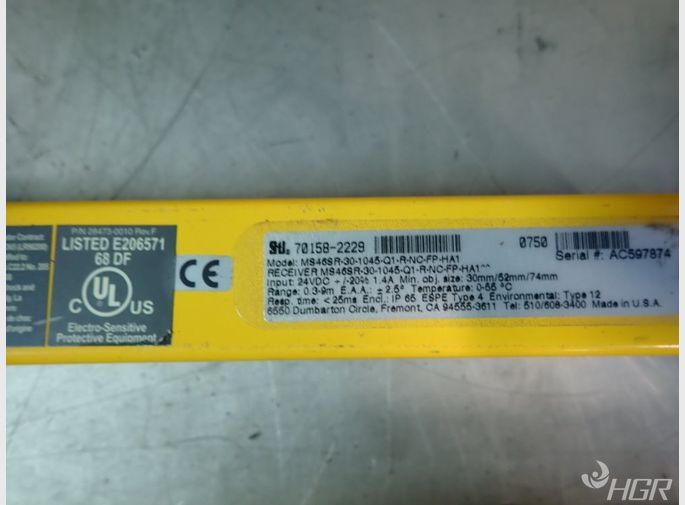 P/N 28473-0010 Rev.F
LISTED E206571
68 DF
C UL US
Electro-Sensitive
Protective Equipment
CE
STI. 70158-2229 0750
Model: MS46SR-30-1045-Q1-R-NC-FP-HA1 Serial #: AC597874
RECEIVER MS46SR-30-1045-Q1-R-NC-FP-HA1^^
Input: 24VDC +/-20% 1.4A Min. obj. size: 30mm/52mm/74mm
Range: 0.3-9m E.A.A.: ± 2.5° Temperature: 0-55 °C
Resp. time: <25ms Encl.: IP 65 ESPE Type 4 Environmental: Type 12
6550 Dumbarton Circle, Fremont, CA 94555-3611 Tel: 510/608-3400 Made in U.S.A.
HGR